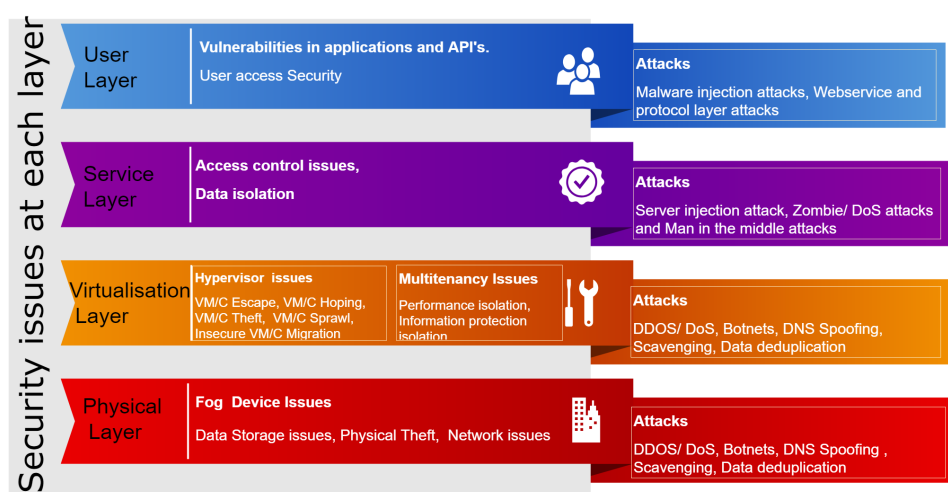 Security issues at each layer
User
Layer
Vulnerabilities in applications and API's.
User access Security
Attacks
Malware injection attacks, Webservice and
protocol layer attacks
Service
Layer
Access control issues,
Data isolation
Attacks
Server injection attack, Zombie/ DoS attacks
and Man in the middle attacks
Virtualisation
Layer
Hypervisor issues
VM/C Escape, VM/C Hoping,
VM/C Theft, VM/C Sprawl,
Insecure VM/C Migration
Multitenancy Issues
Performance isolation,
Information protection
isolation
Attacks
DDOS/ DoS, Botnets, DNS Spoofing,
Scavenging, Data deduplication
Physical
Layer
Fog Device Issues
Data Storage issues, Physical Theft, Network issues
Attacks
DDOS/ DoS, Botnets, DNS Spoofing ,
Scavenging, Data deduplication